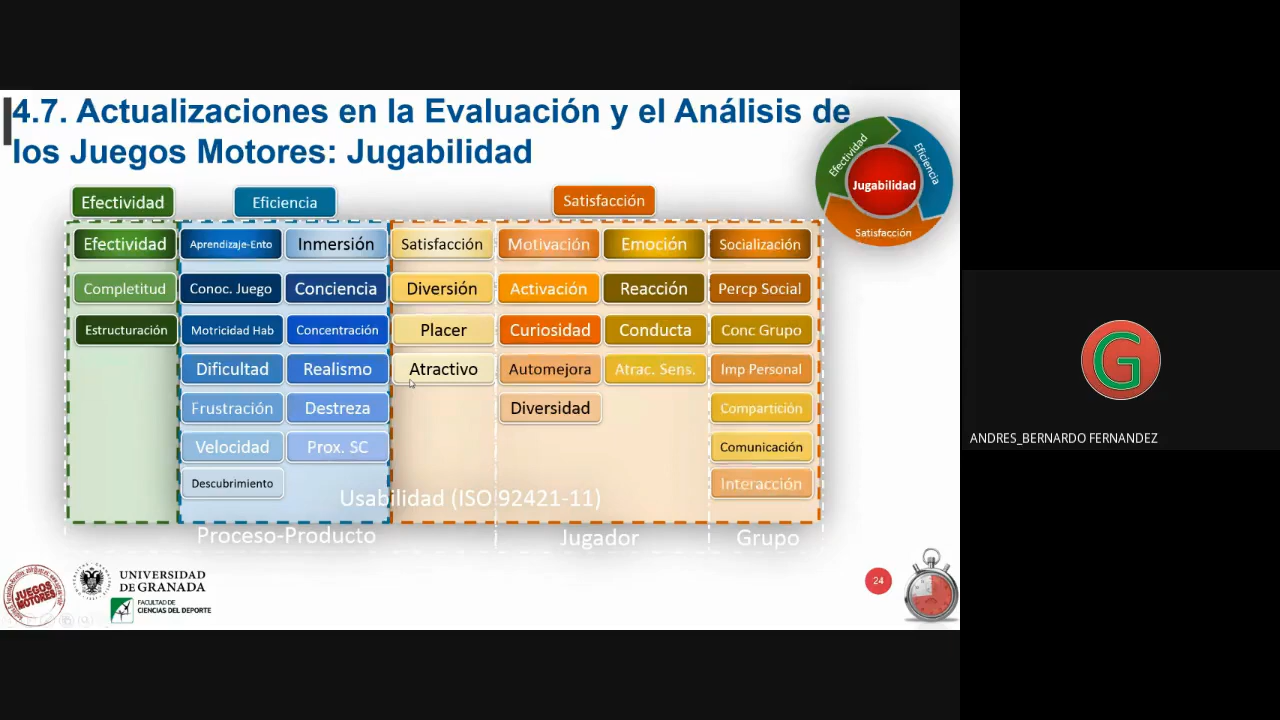 4.7. Actualizaciones en la Evaluación y el Análisis de
los Juegos Motores: Jugabilidad
Efectividad
Eficiencia
Satisfacción
Jugabilidad
Efectividad
Eficiencia
Satisfacción
Efectividad
Aprendizaje-Ento
Inmersión
Satisfacción
Motivación
Emoción
Socialización
Completitud
Conoc. Juego
Conciencia
Diversión
Activación
Reacción
Percp Social
Estructuración
Motricidad Hab
Concentración
Placer
Curiosidad
Conducta
Conc Grupo
Dificultad
Realismo
Atractivo
Automejora
Atrac. Sens.
Imp Personal
Frustración
Destreza
Diversidad
Compartición
Velocidad
Prox. SC
Comunicación
Descubrimiento
Interacción
Usabilidad (ISO 92421-11)
Proceso-Producto
Jugador
Grupo
JUEGOS
MOTORES
UNIVERSIDAD
DE GRANADA
FACULTAD DE
CIENCIAS DEL DEPORTE
24
G
ANDRES_BERNARDO FERNANDEZ